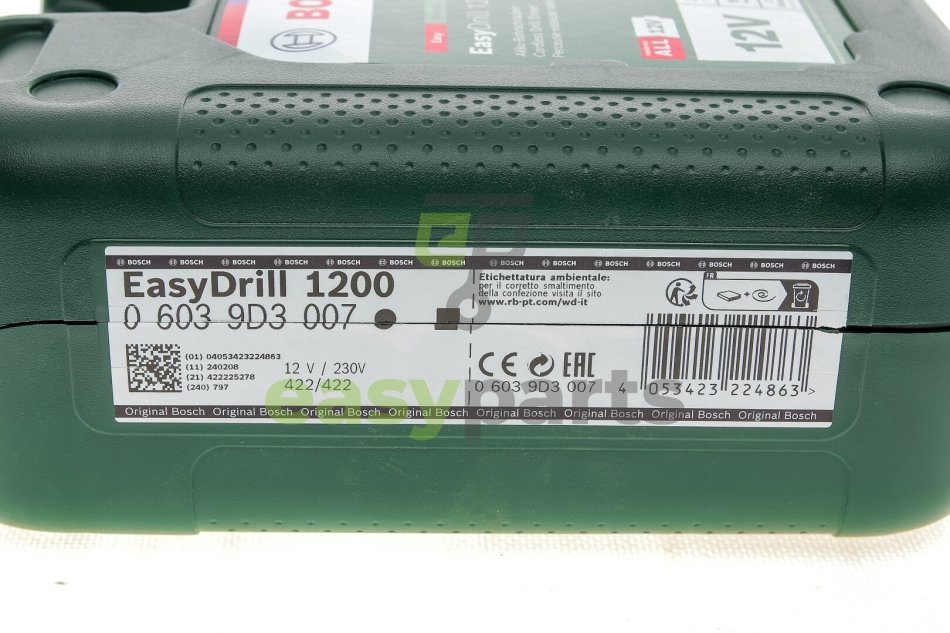 BO
Easy
EasyDrill 12
ALL 12V
12V
BOSCH BOSCH BOSCH BOSCH BOSCH BOSCH BOSCH BOSCH BOSCH BOSCH BOSCH BOSCH BOSCH BOSCH
EasyDrill 1200
0 603 9D3 007
Etichettatura ambientale:
per il corretto smaltimento
della confezione visita il sito
www.rb-pt.com/wd-it
FR
(01) 04053423224863
(11) 240208
(21) 422225278
(240) 797
12 V / 230V
422/422
CE EAC
0 603 9D3 007
4 053423 224863 >
Original Bosch Original Bosch Original Bosch Original Bosch Original Bosch Original Bosch Original Bosch Original Bosch
easyparts